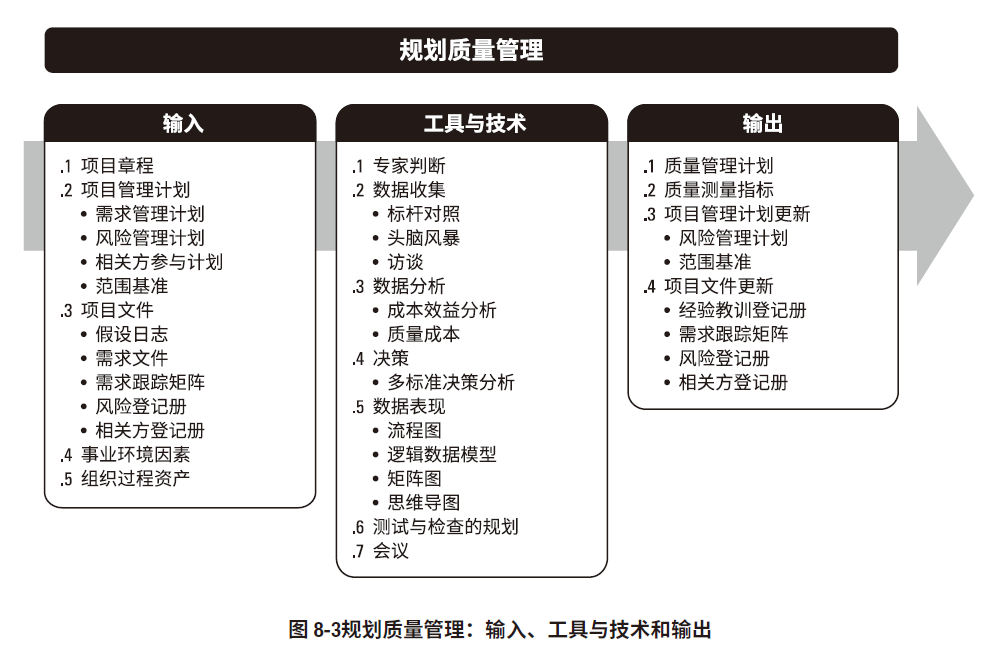 规划质量管理
输入
.1 项目章程
.2 项目管理计划
• 需求管理计划
• 风险管理计划
• 相关方参与计划
• 范围基准
.3 项目文件
• 假设日志
• 需求文件
• 需求跟踪矩阵
• 风险登记册
• 相关方登记册
.4 事业环境因素
.5 组织过程资产
工具与技术
.1 专家判断
.2 数据收集
• 标杆对照
• 头脑风暴
• 访谈
.3 数据分析
• 成本效益分析
• 质量成本
.4 决策
• 多标准决策分析
.5 数据表现
• 流程图
• 逻辑数据模型
• 矩阵图
• 思维导图
.6 测试与检查的规划
.7 会议
输出
.1 质量管理计划
.2 质量测量指标
.3 项目管理计划更新
• 风险管理计划
• 范围基准
.4 项目文件更新
• 经验教训登记册
• 需求跟踪矩阵
• 风险登记册
• 相关方登记册
图 8-3规划质量管理：输入、工具与技术和输出